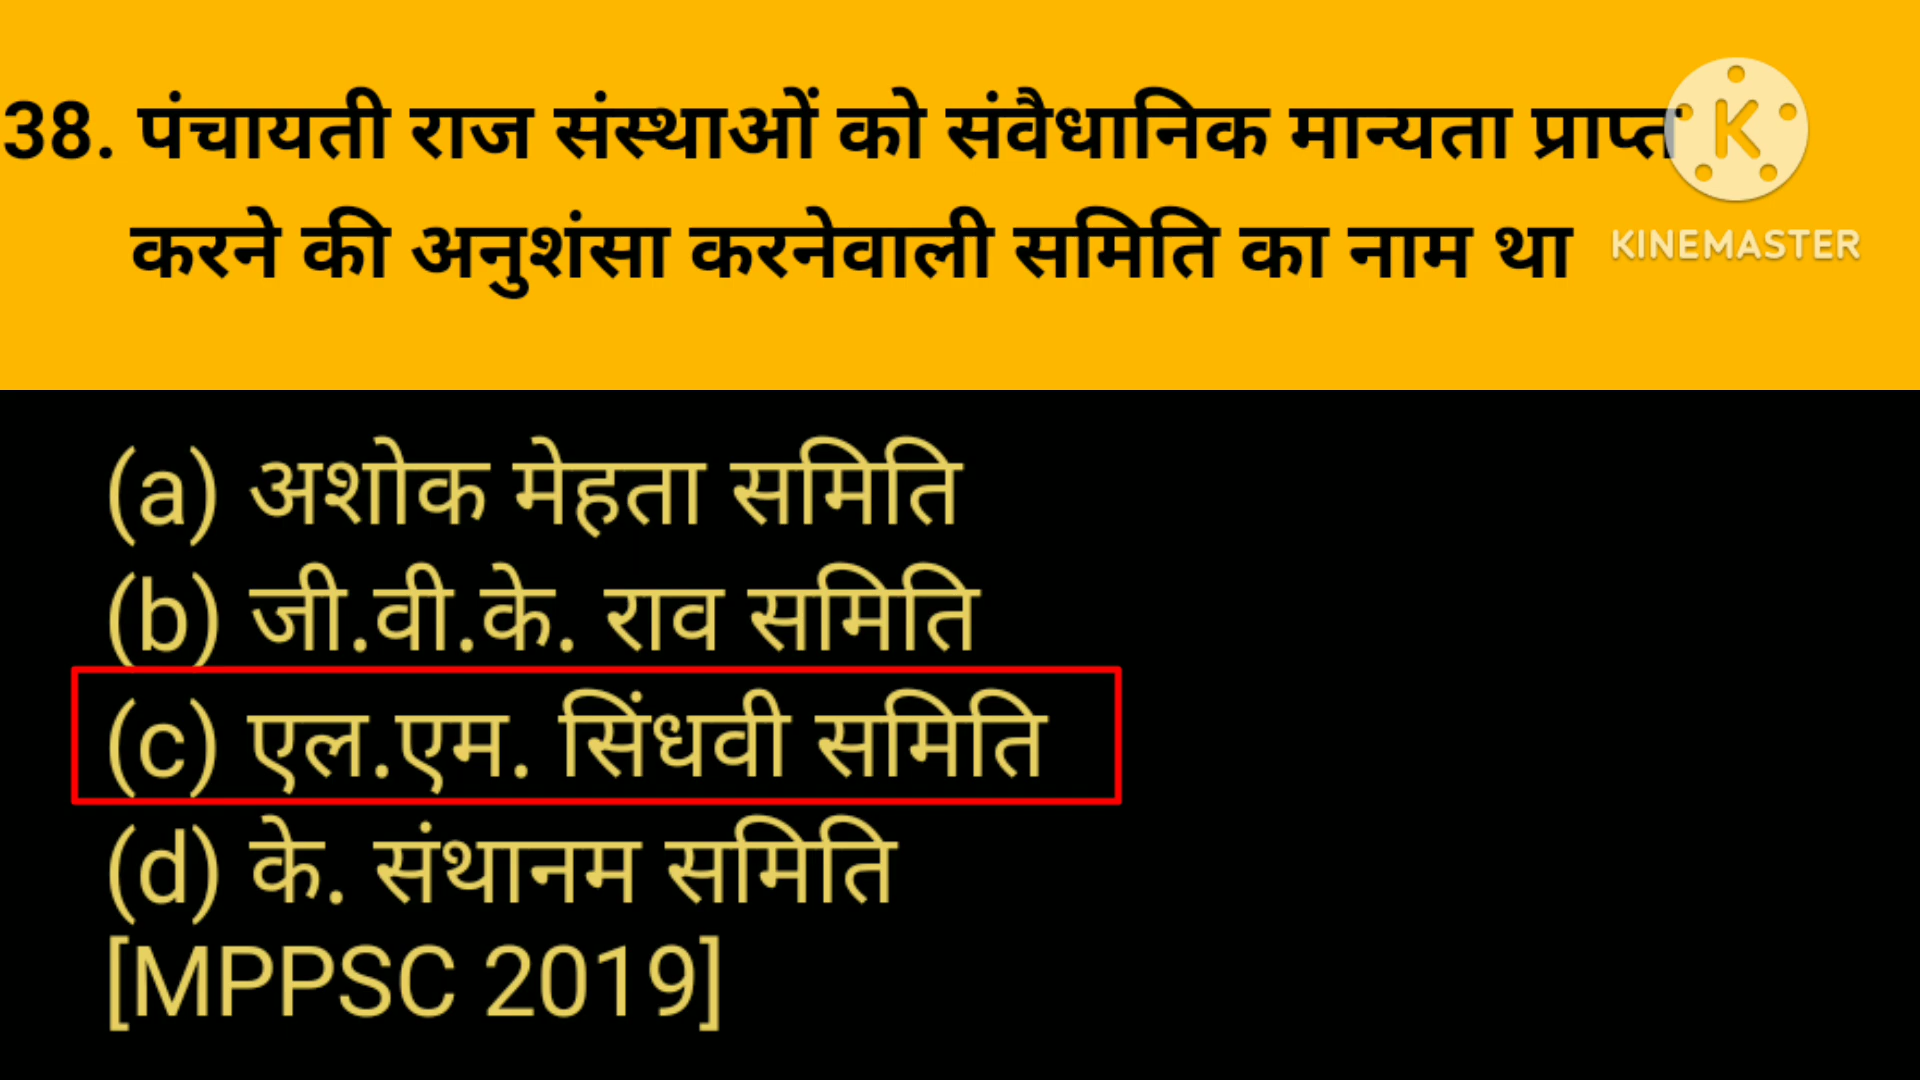 38. पंचायती राज संस्थाओं को संवैधानिक मान्यता प्राप्त
करने की अनुशंसा करनेवाली समिति का नाम था
K
KINEMASTER
(a) अशोक मेहता समिति
(b) जी.वी.के. राव समिति
(c) एल.एम. सिंधवी समिति
(d) के. संथानम समिति
[MPPSC 2019]